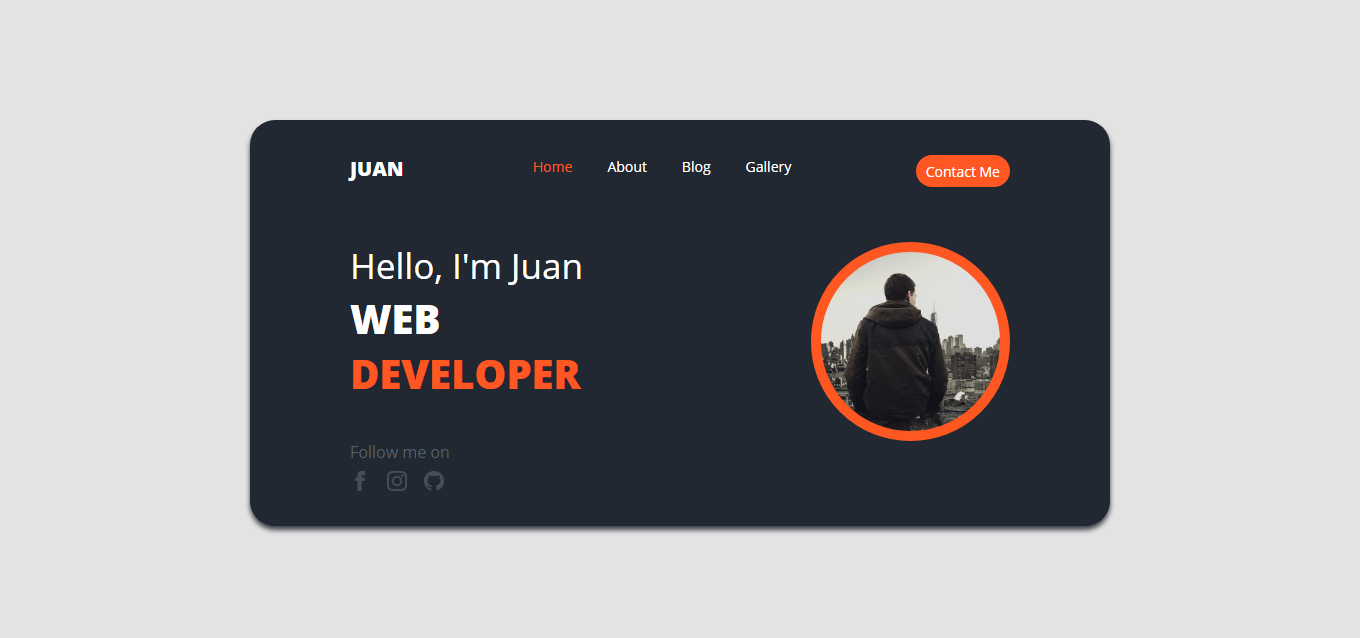 JUAN
Home About Blog Gallery
Contact Me
Hello, I'm Juan
WEB
DEVELOPER
Follow me on